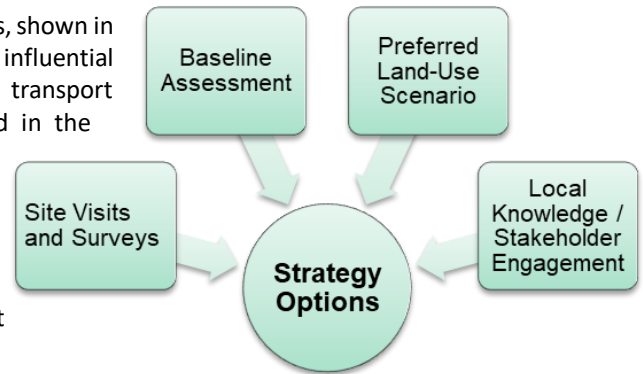 s, shown in
influential
transport
d in the
t
Baseline
Assessment
Preferred
Land-Use
Scenario
Site Visits
and Surveys
Local
Knowledge /
Stakeholder
Engagement
Strategy
Options